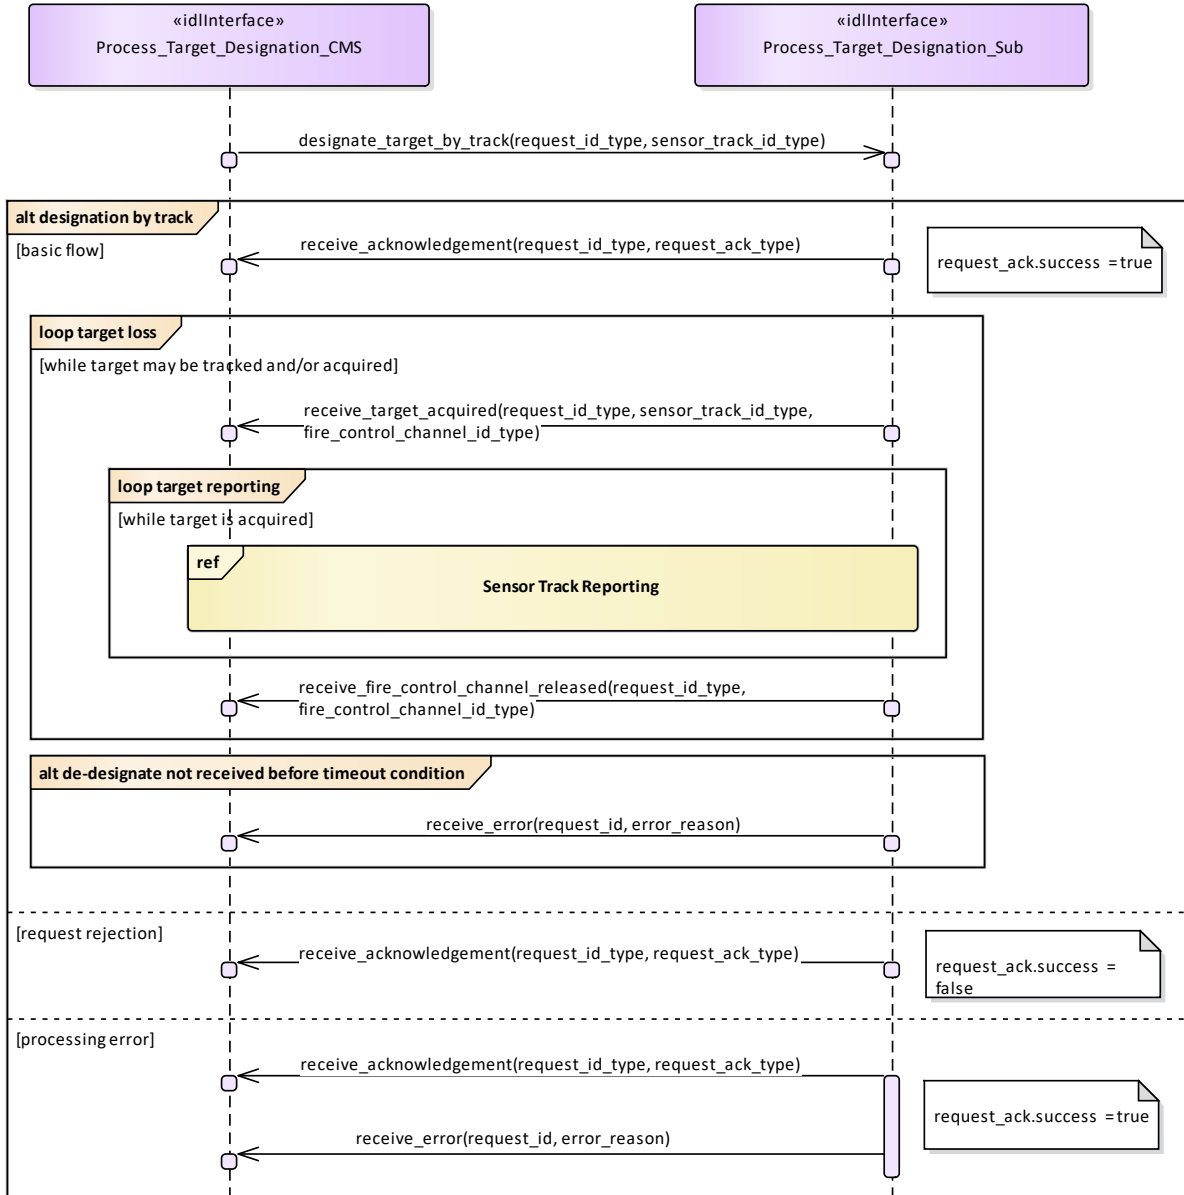 «idlInterface»
Process_Target_Designation_CMS
«idlInterface»
Process_Target_Designation_Sub
designate_target_by_track(request_id_type, sensor_track_id_type)
alt designation by track
[basic flow]
receive_acknowledgement(request_id_type, request_ack_type)
request_ack.success = true
loop target loss
[while target may be tracked and/or acquired]
receive_target_acquired(request_id_type, sensor_track_id_type,
fire_control_channel_id_type)
loop target reporting
[while target is acquired]
ref
Sensor Track Reporting
receive_fire_control_channel_released(request_id_type,
fire_control_channel_id_type)
alt de-designate not received before timeout condition
receive_error(request_id, error_reason)
[request rejection]
receive_acknowledgement(request_id_type, request_ack_type)
request_ack.success =
false
[processing error]
receive_acknowledgement(request_id_type, request_ack_type)
request_ack.success = true
receive_error(request_id, error_reason)